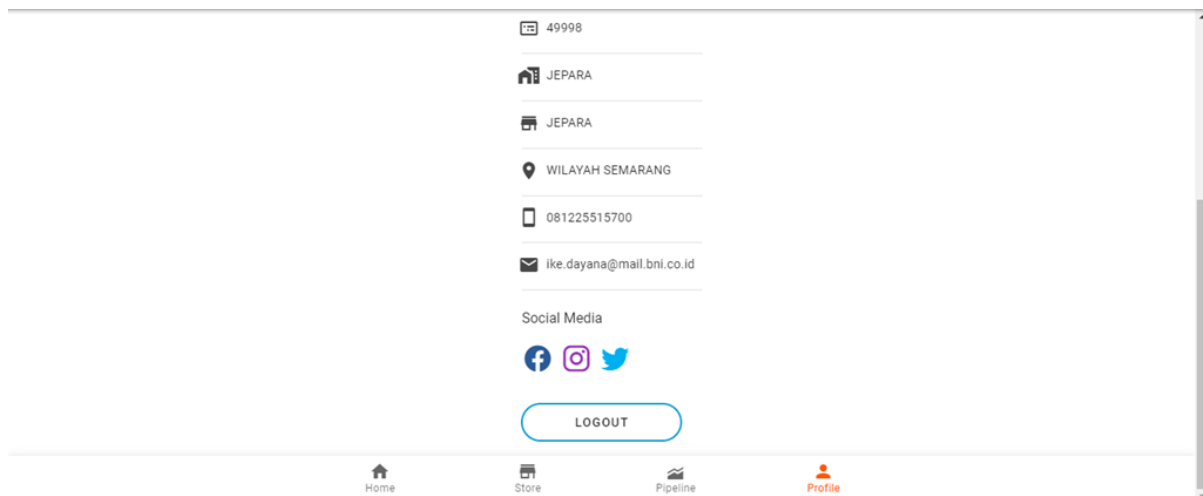 49998
JEPARA
JEPARA
WILAYAH SEMARANG
081225515700
ike.dayana@mail.bni.co.id
Social Media
LOGOUT
Home Store Pipeline Profile